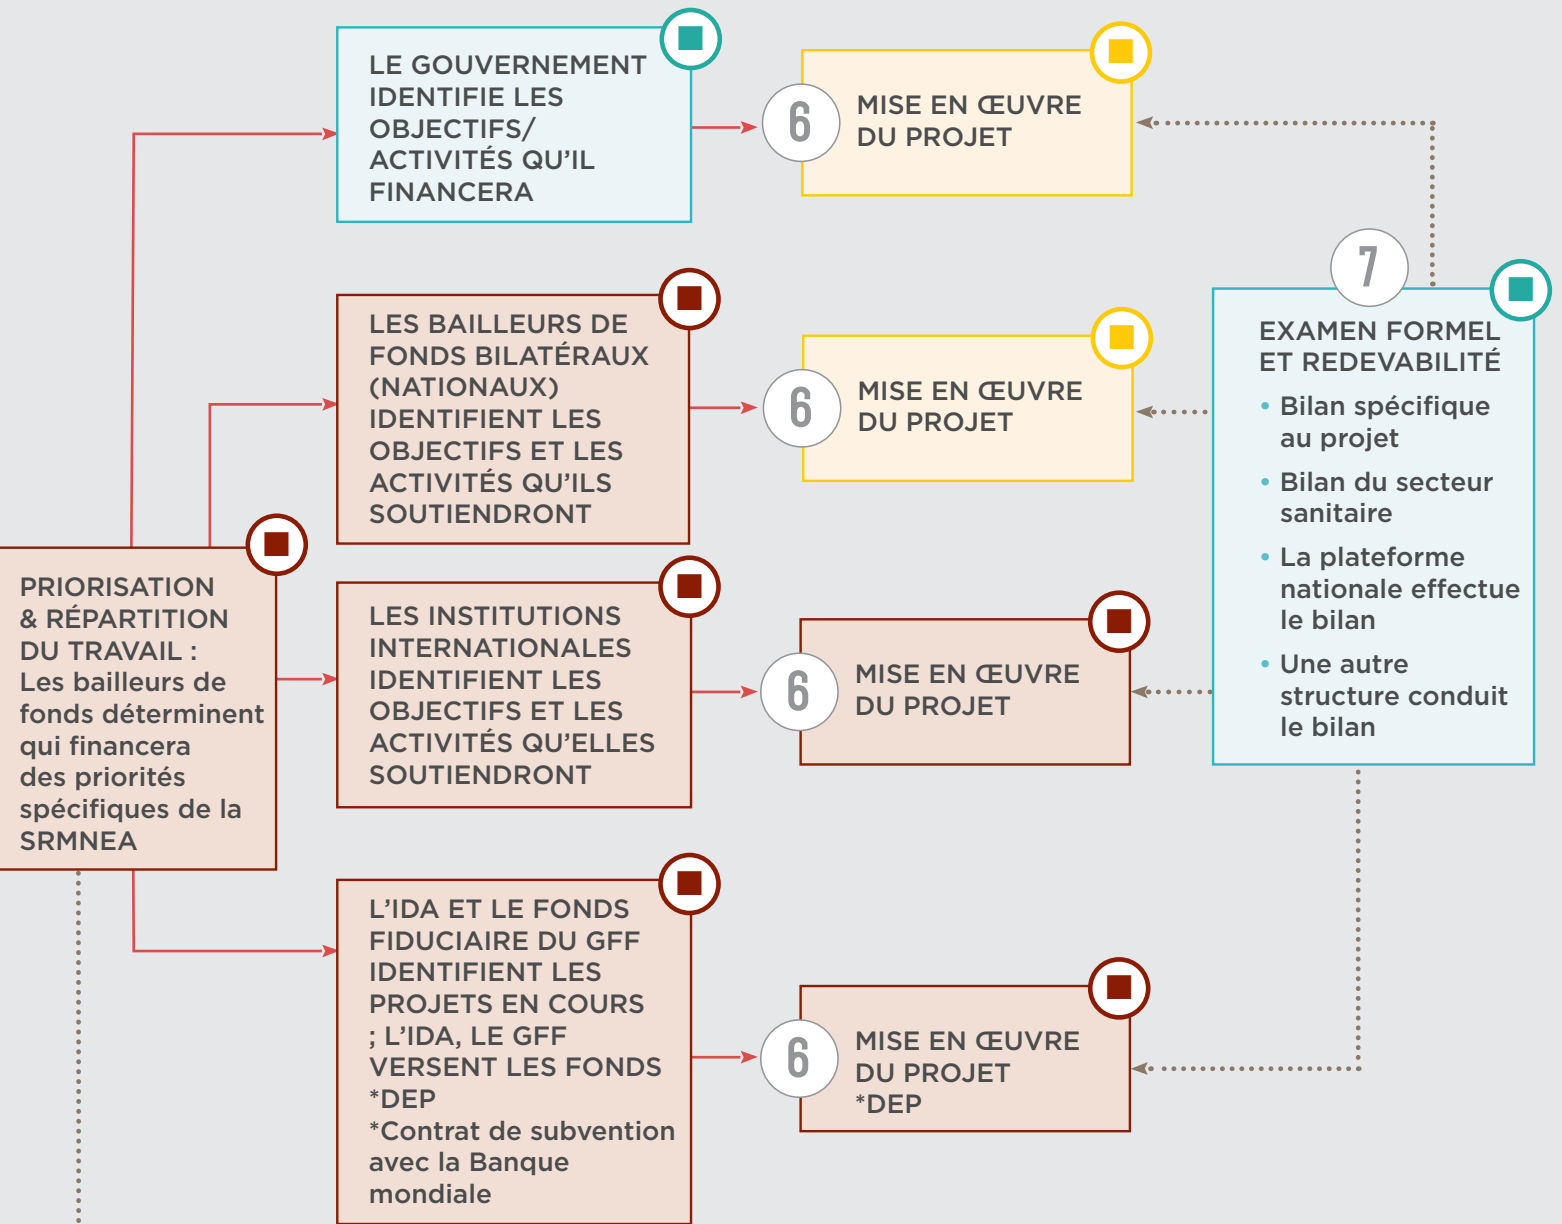 PRIORISATION
& RÉPARTITION
DU TRAVAIL :
Les bailleurs de
fonds déterminent
qui financera
des priorités
spécifiques de la
SRMNEA
LE GOUVERNEMENT
IDENTIFIE LES
OBJECTIFS/
ACTIVITÉS QU’IL
FINANCERA
6
MISE EN ŒUVRE
DU PROJET
LES BAILLEURS DE
FONDS BILATÉRAUX
(NATIONAUX)
IDENTIFIENT LES
OBJECTIFS ET LES
ACTIVITÉS QU’ILS
SOUTIENDRONT
6
MISE EN ŒUVRE
DU PROJET
LES INSTITUTIONS
INTERNATIONALES
IDENTIFIENT LES
OBJECTIFS ET LES
ACTIVITÉS QU’ELLES
SOUTIENDRONT
6
MISE EN ŒUVRE
DU PROJET
L’IDA ET LE FONDS
FIDUCIAIRE DU GFF
IDENTIFIENT LES
PROJETS EN COURS
; L’IDA, LE GFF
VERSENT LES FONDS
*DEP
*Contrat de subvention
avec la Banque
mondiale
6
MISE EN ŒUVRE
DU PROJET
*DEP
7
EXAMEN FORMEL
ET REDEVABILITÉ
• Bilan spécifique
au projet
• Bilan du secteur
sanitaire
• La plateforme
nationale effectue
le bilan
• Une autre
structure conduit
le bilan